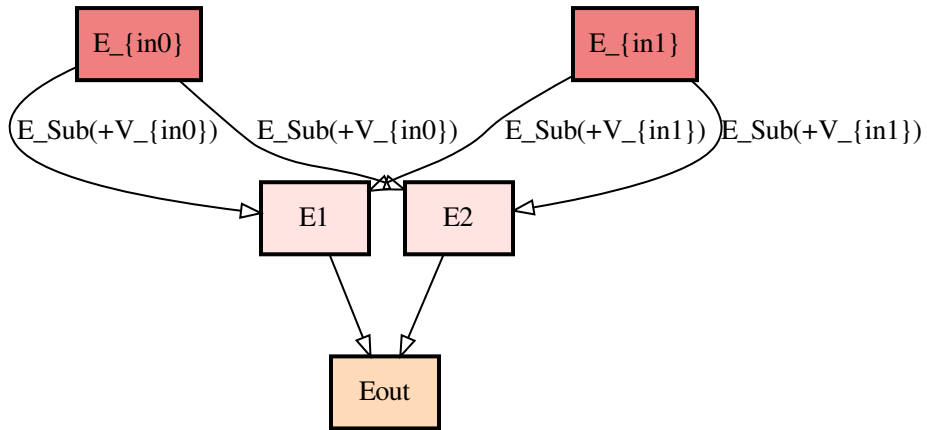 E_{in0}
E_{in1}
E_Sub(+V_{in0})
E_Sub(+V_{in0})
E_Sub(+V_{in1})
E_Sub(+V_{in1})
E1
E2
Eout